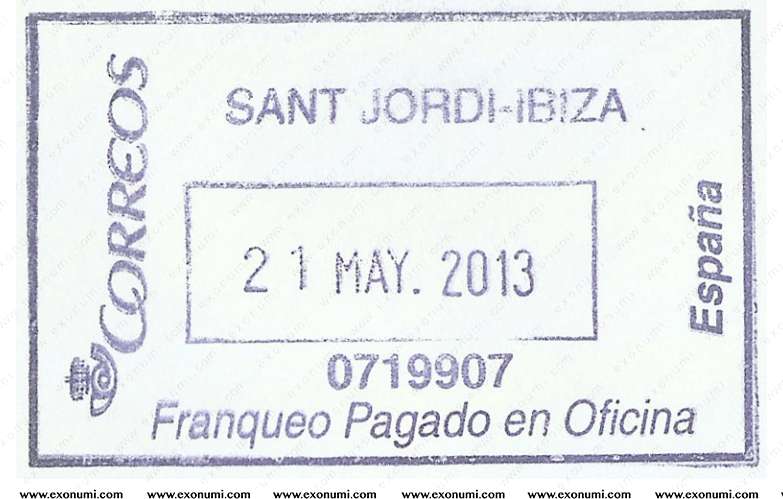 CORREOS
SANT JORDI-IBIZA
21 MAY. 2013
España
0719907
Franqueo Pagado en Oficina
www.exonumi.com www.exonumi.com www.exonumi.com www.exonumi.com www.exonumi.com www.exonumi.com